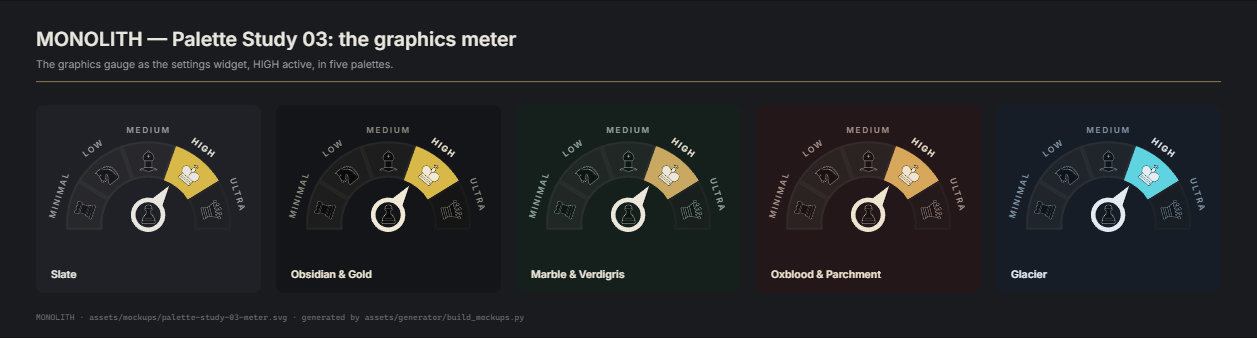 MONOLITH — Palette Study 03: the graphics meter
The graphics gauge as the settings widget, HIGH active, in five palettes.
MINIMAL LOW MEDIUM HIGH ULTRA
Slate
MINIMAL LOW MEDIUM HIGH ULTRA
Obsidian & Gold
MINIMAL LOW MEDIUM HIGH ULTRA
Marble & Verdigris
MINIMAL LOW MEDIUM HIGH ULTRA
Oxblood & Parchment
MINIMAL LOW MEDIUM HIGH ULTRA
Glacier
MONOLITH · assets/mockups/palette-study-03-meter.svg · generated by assets/generator/build_mockups.py